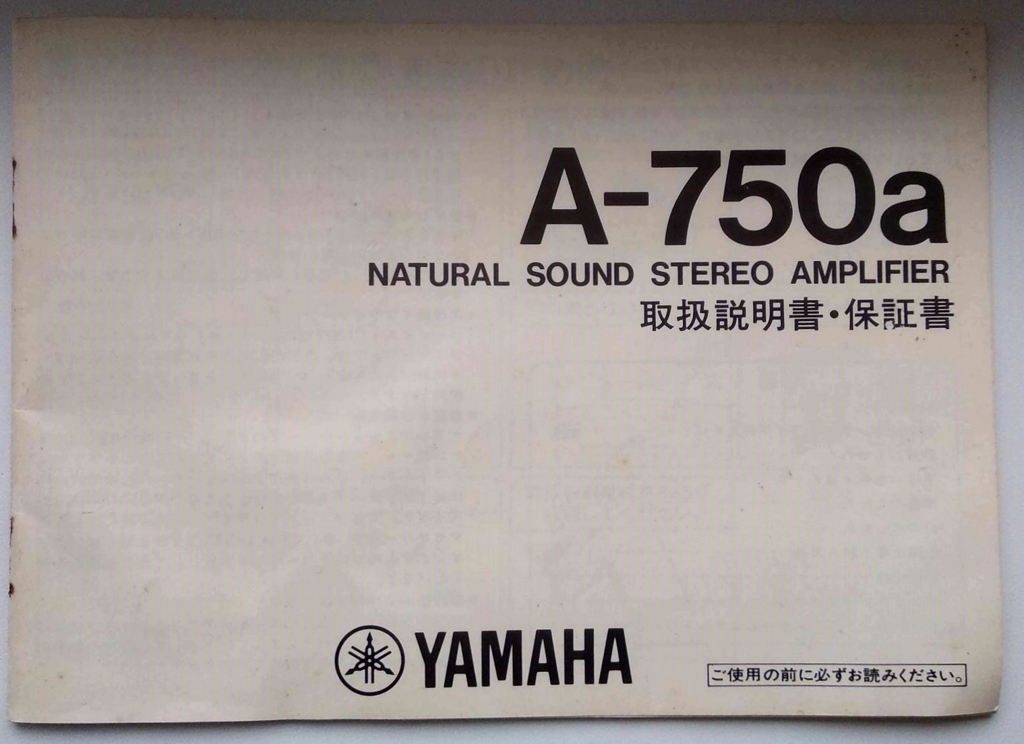 A-750a
NATURAL SOUND STEREO AMPLIFIER
取扱説明書・保証書
YAMAHA
ご使用の前に必ずお読みください。